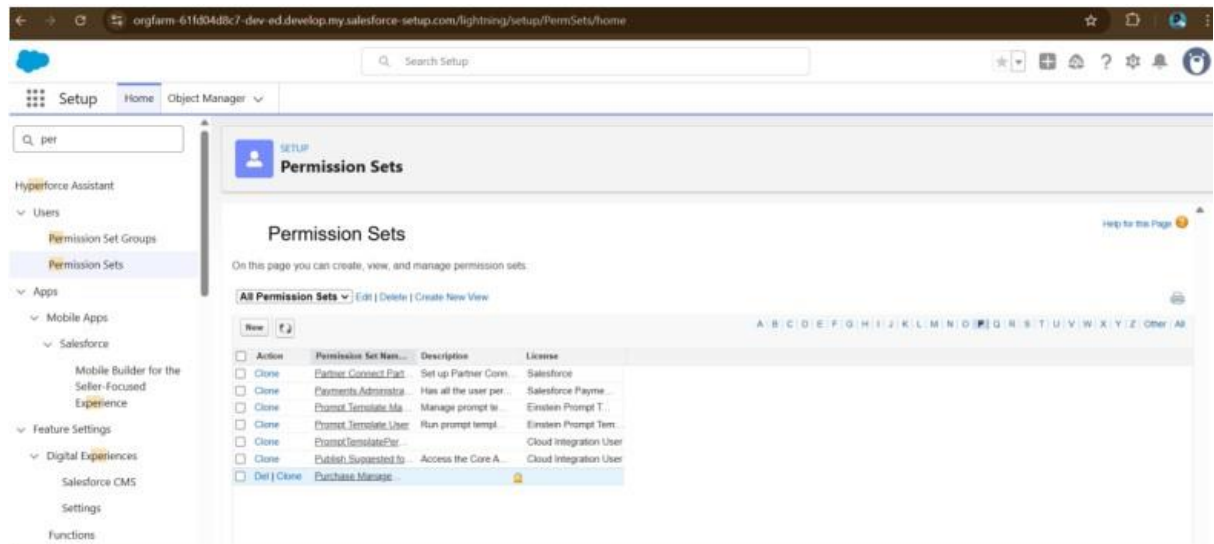 orgfarm-61fd04d8c7-dev-ed.develop.my.salesforce-setup.com/lightning/setup/PermSets/home
Search Setup
Setup Home Object Manager
per
Hyperforce Assistant
Users
Permission Set Groups
Permission Sets
Apps
Mobile Apps
Salesforce
Mobile Builder for the
Seller-Focused
Experience
Feature Settings
Digital Experiences
Salesforce CMS
Settings
Functions
SETUP
Permission Sets
Permission Sets
Help for this Page
On this page you can create, view, and manage permission sets.
All Permission Sets Edit | Delete | Create New View
New
A B C D E F G H I J K L M N O P Q R S T U V W X Y Z Other All
Action Permission Set Nam... Description License
Clone Partner Connect Part... Set up Partner Conn... Salesforce
Clone Payments Administra... Has all the user per... Salesforce Payme...
Clone Prompt Template Ma... Manage prompt te... Einstein Prompt T...
Clone Prompt Template User Run prompt templ... Einstein Prompt Tem...
Clone PromptTemplatePer... Cloud Integration User
Clone Publish Suggested fo... Access the Core A... Cloud Integration User
Del | Clone Purchase Manage...